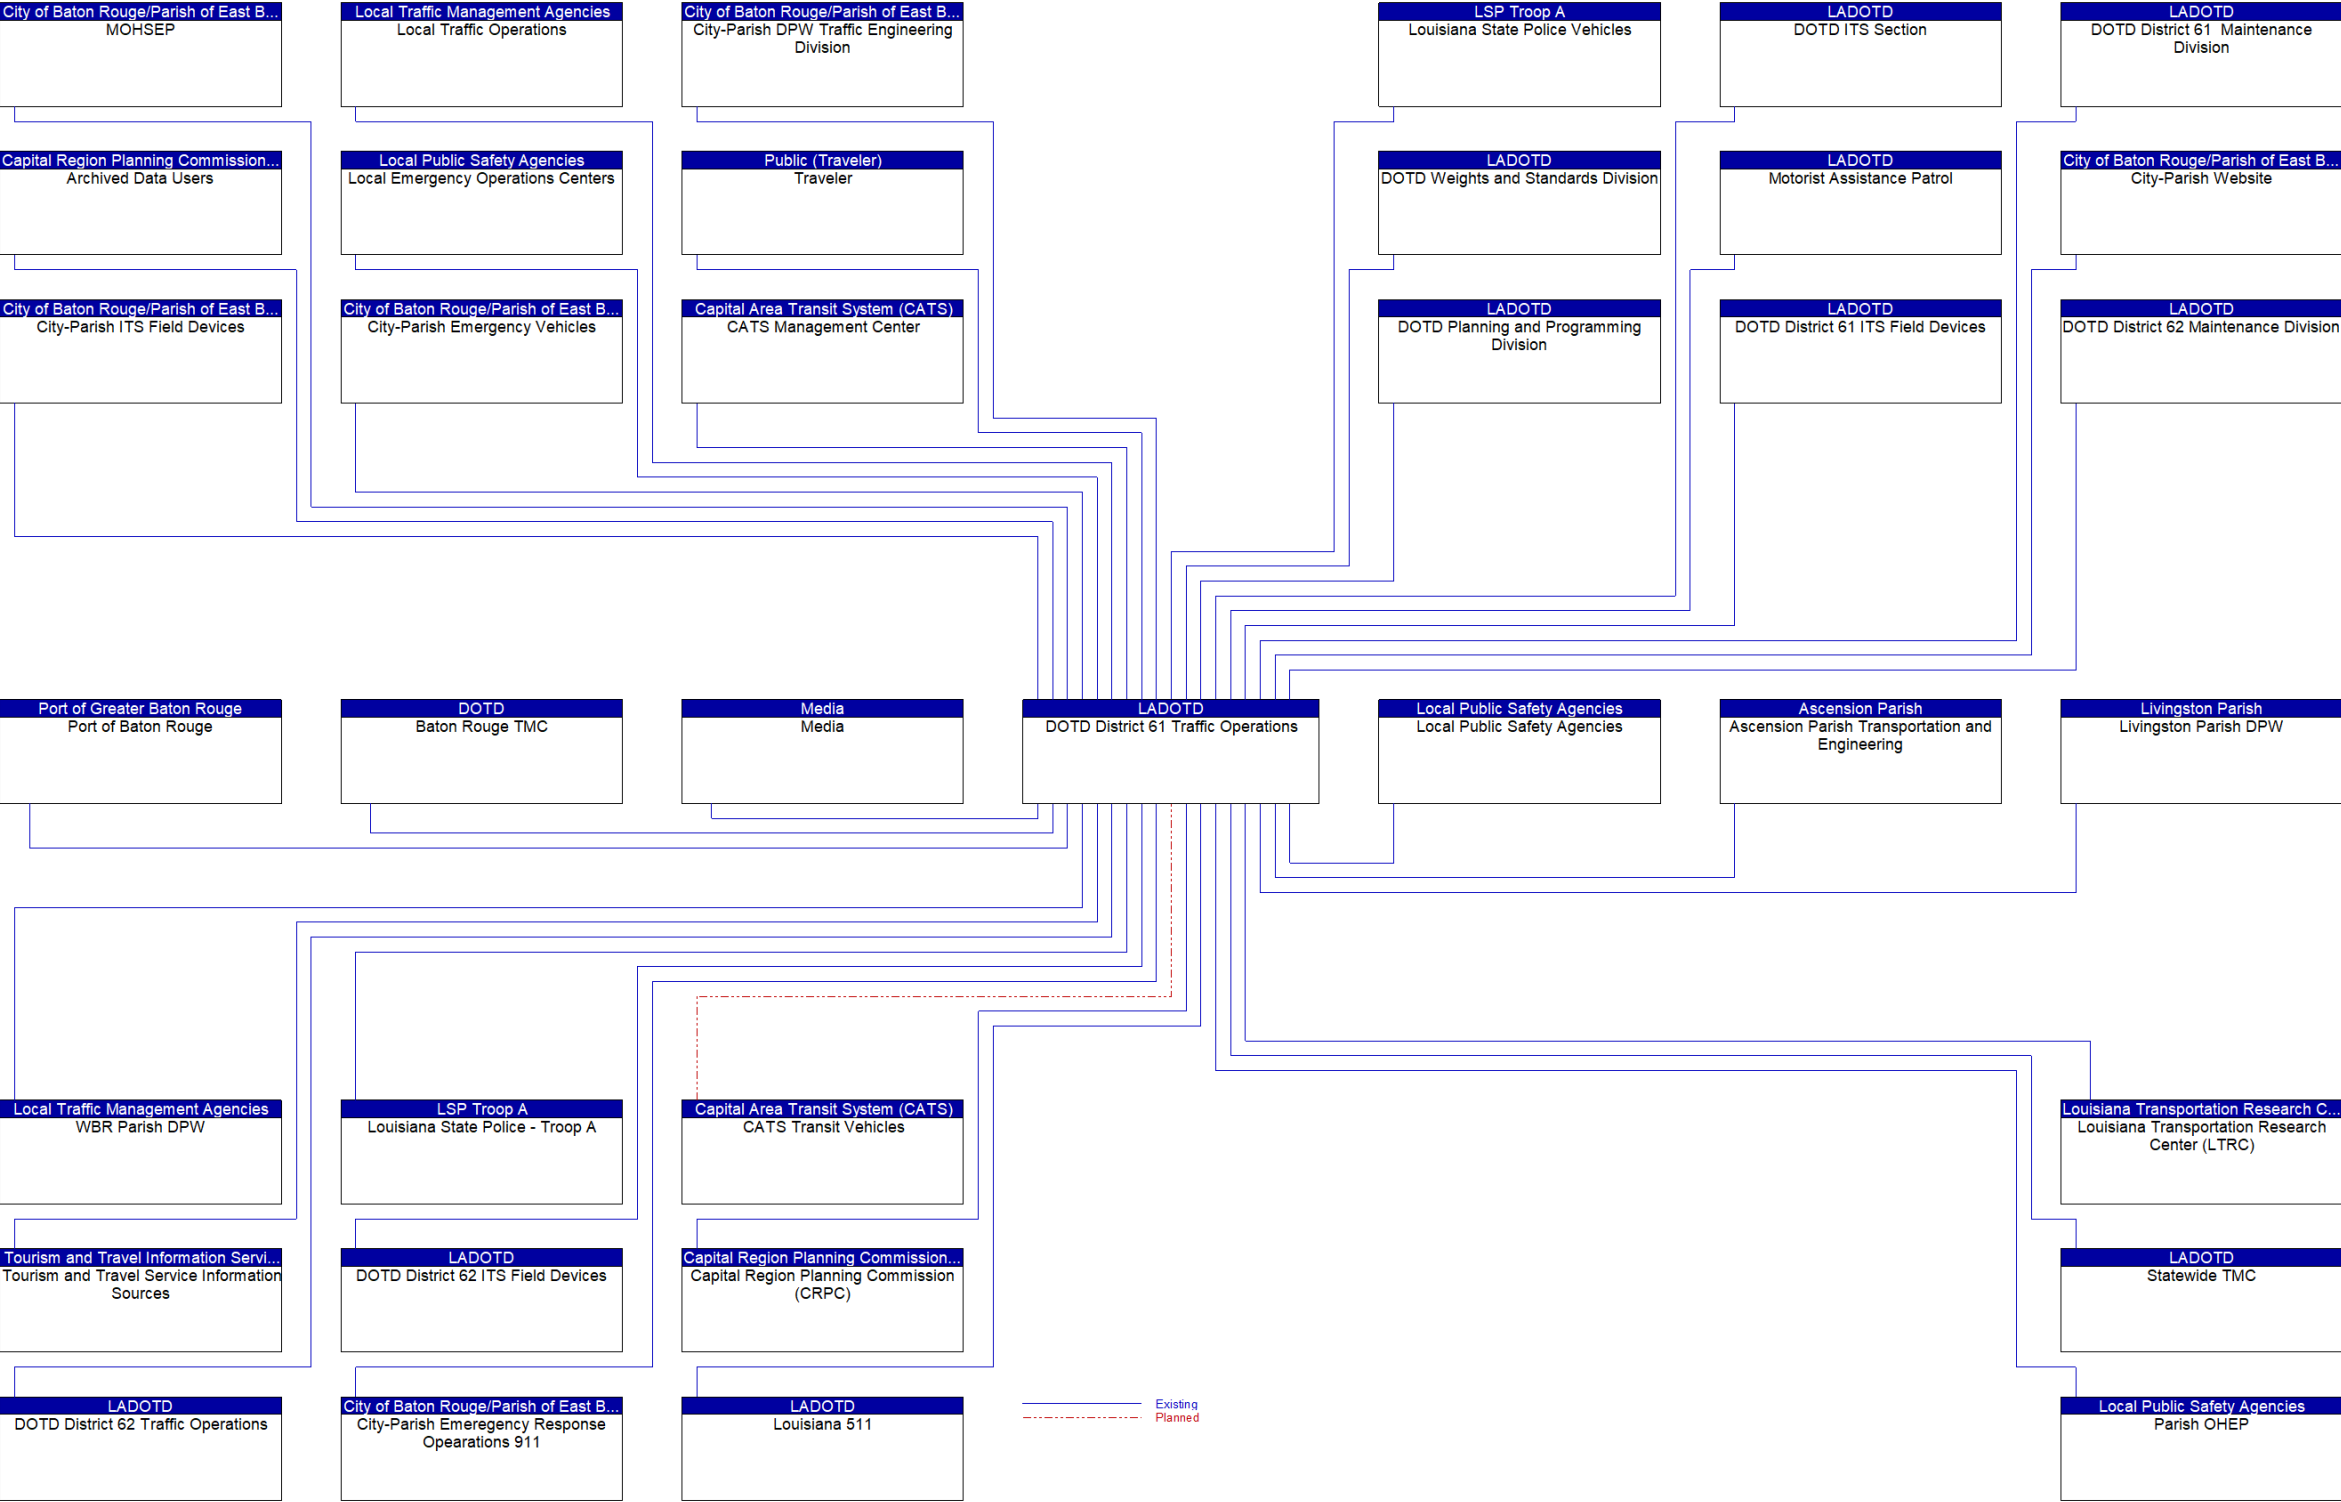 City of Baton Rouge/Parish of East B...
MOHSEP
Local Traffic Management Agencies
Local Traffic Operations
City of Baton Rouge/Parish of East B...
City-Parish DPW Traffic Engineering
Division
LSP Troop A
Louisiana State Police Vehicles
LADOTD
DOTD ITS Section
LADOTD
DOTD District 61  Maintenance
Division
Capital Region Planning Commission...
Archived Data Users
Local Public Safety Agencies
Local Emergency Operations Centers
Public (Traveler)
Traveler
LADOTD
DOTD Weights and Standards Division
LADOTD
Motorist Assistance Patrol
City of Baton Rouge/Parish of East B...
City-Parish Website
City of Baton Rouge/Parish of East B...
City-Parish ITS Field Devices
City of Baton Rouge/Parish of East B...
City-Parish Emergency Vehicles
Capital Area Transit System (CATS)
CATS Management Center
LADOTD
DOTD Planning and Programming
Division
LADOTD
DOTD District 61 ITS Field Devices
LADOTD
DOTD District 62 Maintenance Division
Port of Greater Baton Rouge
Port of Baton Rouge
DOTD
Baton Rouge TMC
Media
Media
LADOTD
DOTD District 61 Traffic Operations
Local Public Safety Agencies
Local Public Safety Agencies
Ascension Parish
Ascension Parish Transportation and
Engineering
Livingston Parish
Livingston Parish DPW
Local Traffic Management Agencies
WBR Parish DPW
LSP Troop A
Louisiana State Police - Troop A
Capital Area Transit System (CATS)
CATS Transit Vehicles
Louisiana Transportation Research C...
Louisiana Transportation Research
Center (LTRC)
Tourism and Travel Information Servi...
Tourism and Travel Service Information
Sources
LADOTD
DOTD District 62 ITS Field Devices
Capital Region Planning Commission...
Capital Region Planning Commission
(CRPC)
LADOTD
Statewide TMC
LADOTD
DOTD District 62 Traffic Operations
City of Baton Rouge/Parish of East B...
City-Parish Emeregency Response
Opearations 911
LADOTD
Louisiana 511
Existing
Planned
Local Public Safety Agencies
Parish OHEP